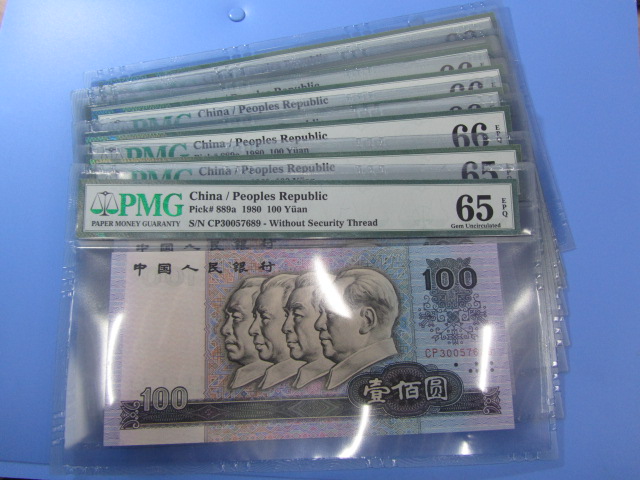 China / Peoples Republic
66
EPQ
PMG
China / Peoples Republic
65
PMG
China / Peoples Republic
Pick# 889a 1980 100 Yüan
PAPER MONEY GUARANTY
S/N CP30057689 - Without Security Thread
65
EPQ
Gem Uncirculated
中国人民银行
100
CP300576
100
壹佰圆